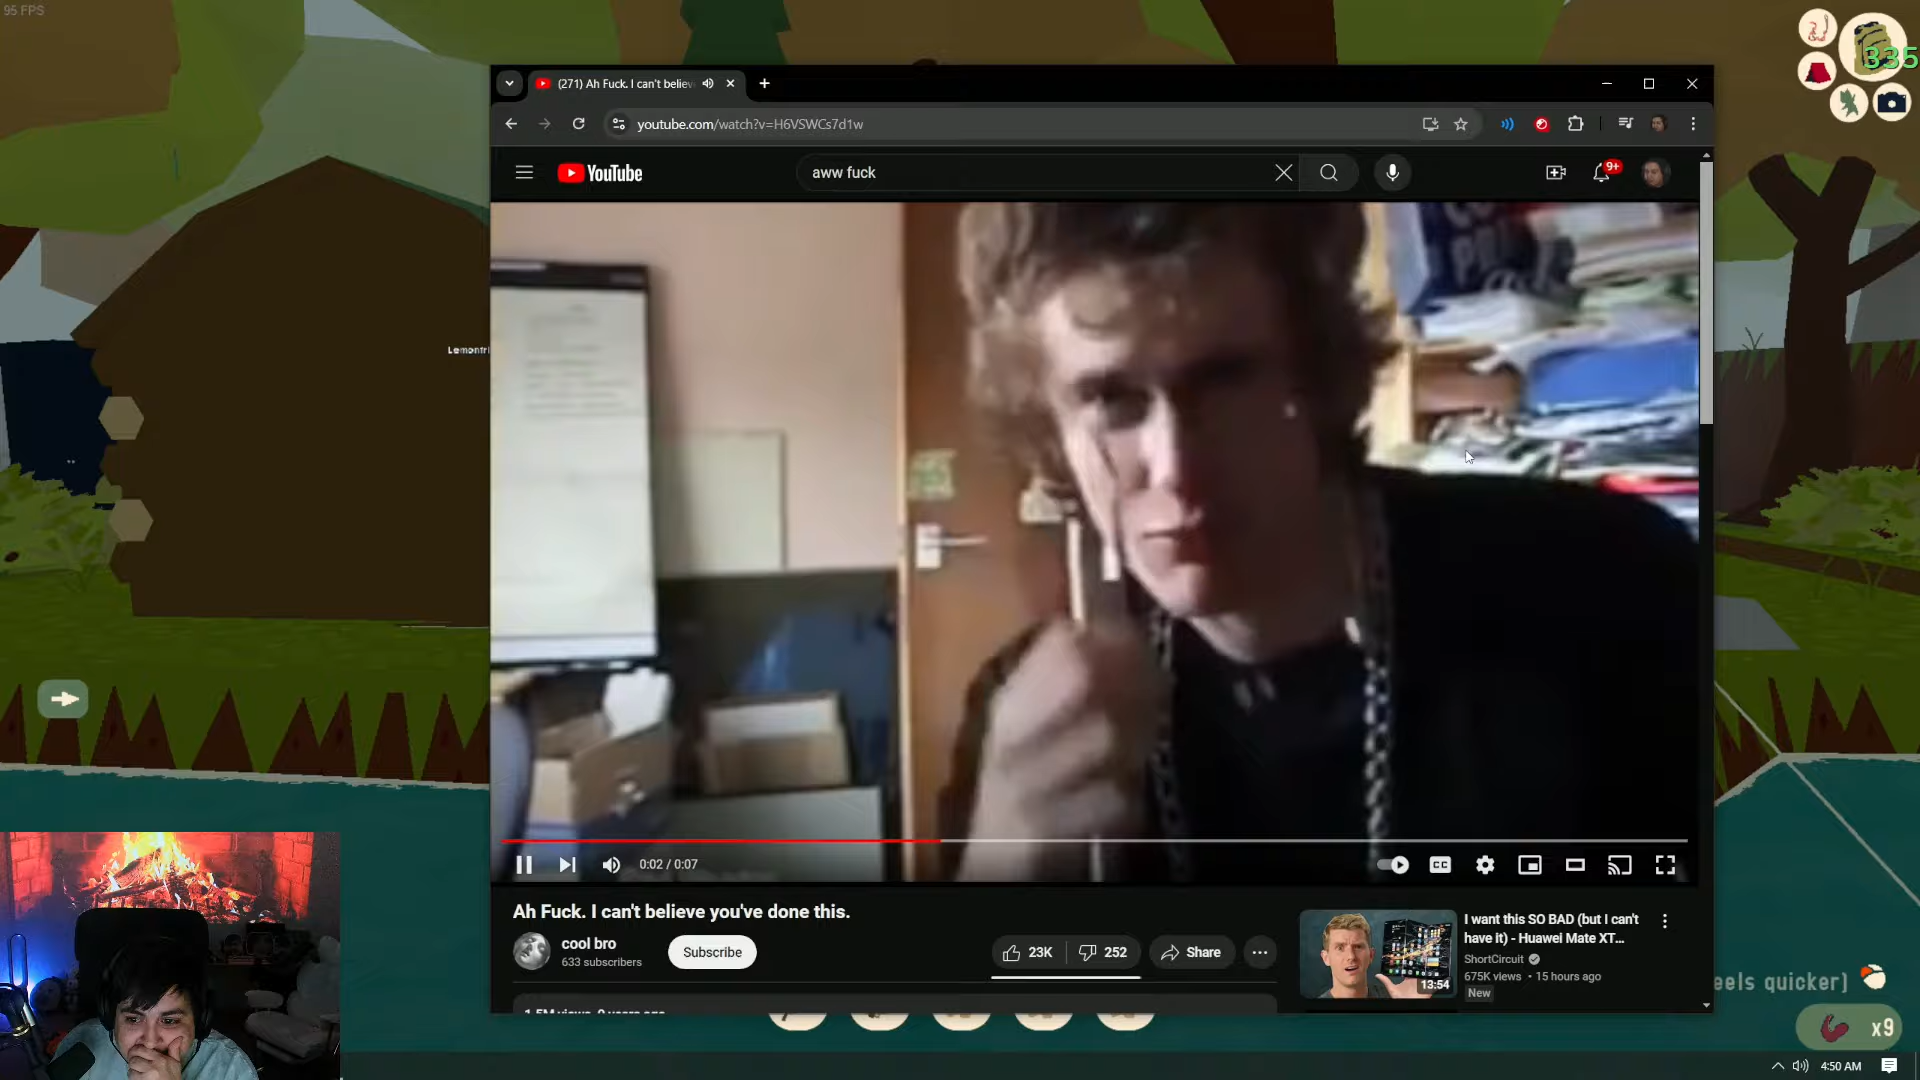 95 FPS
335
(271) Ah Fuck. I can't believ
youtube.com/watch?v=H6VSWCs7d1w
YouTube
aww fuck
9+
Lemontri
0:02 / 0:07
CC
Ah Fuck. I can't believe you've done this.
cool bro
633 subscribers
Subscribe
23K
252
Share
I want this SO BAD (but I can't
have it) - Huawei Mate XT...
ShortCircuit
675K views • 15 hours ago
New
13:54
eels quicker)
x9
4:50 AM